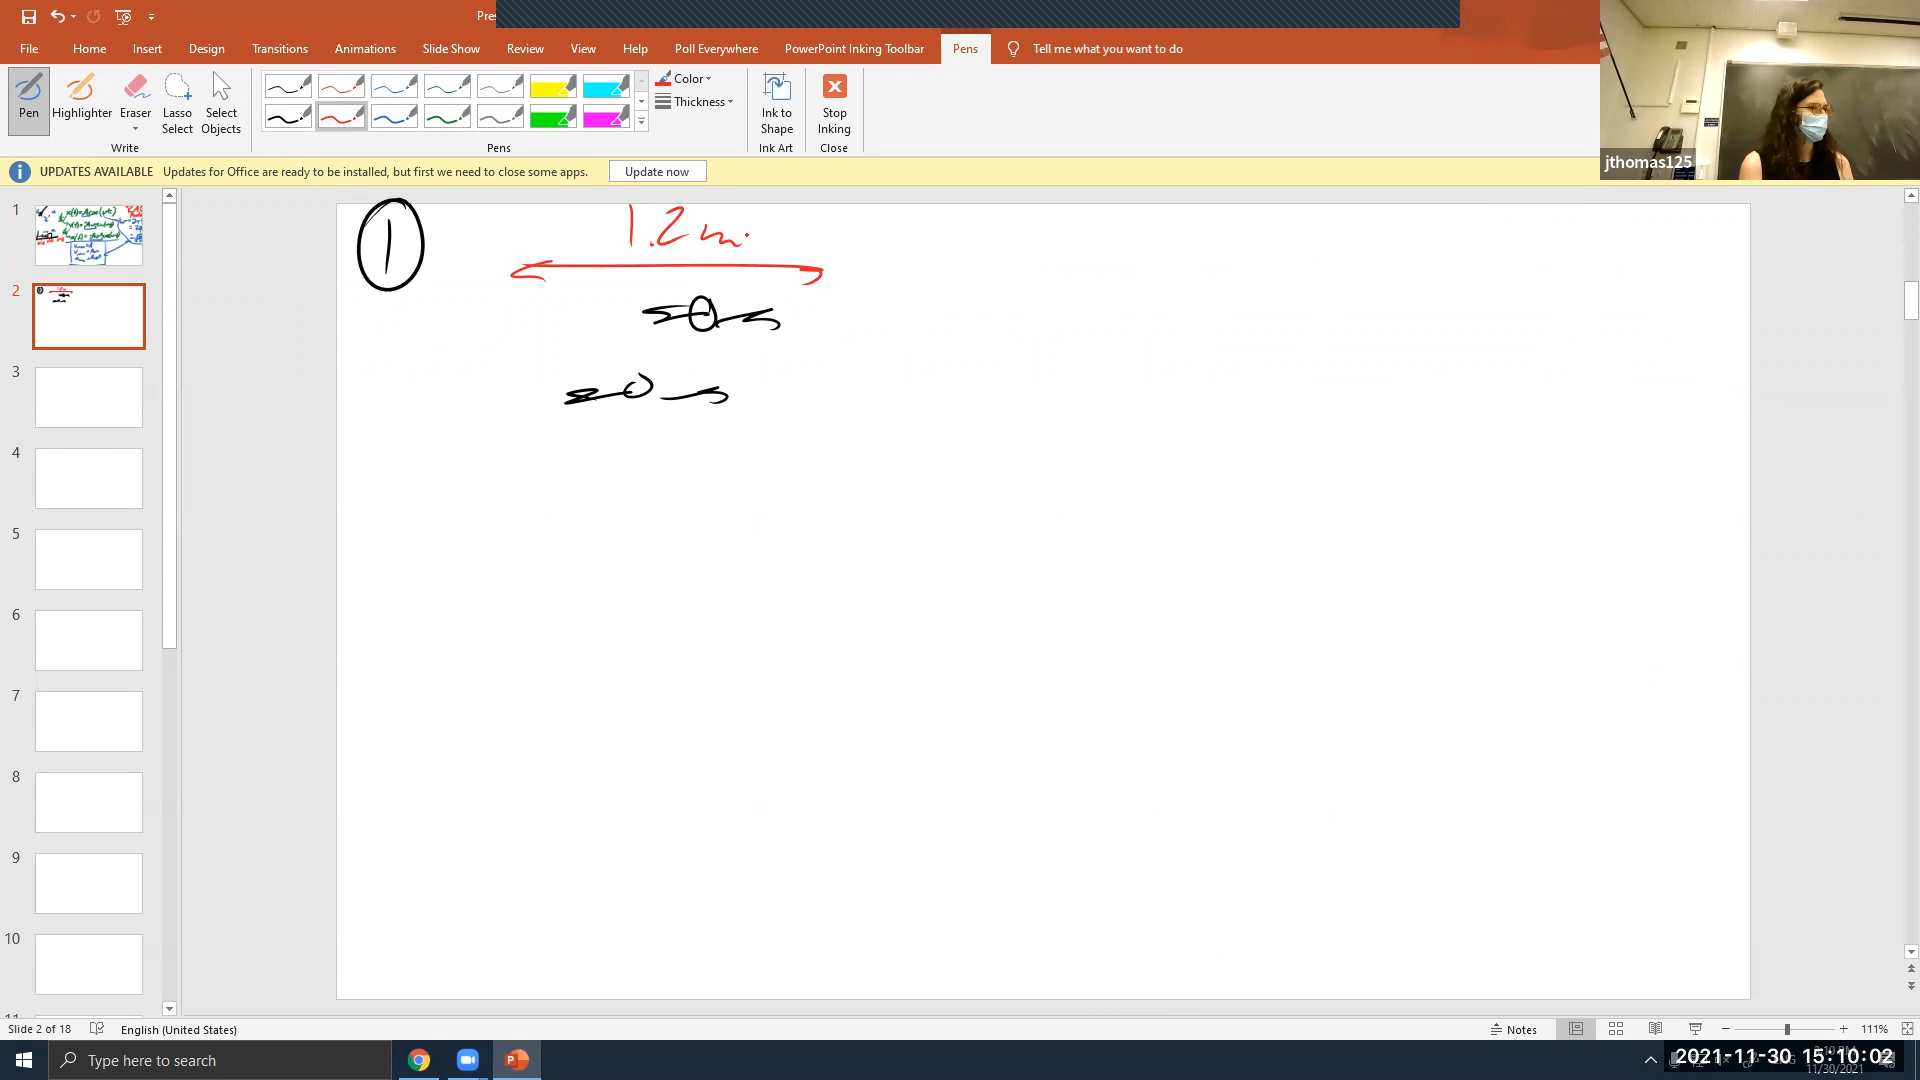 Pres
File Home Insert Design Transitions Animations Slide Show Review View Help Poll Everywhere PowerPoint Inking Toolbar Pens Tell me what you want to do
Pen Highlighter Eraser Lasso Select Select Objects
Color
Thickness
Ink to Shape
Stop Inking
Write Pens Ink Art Close
jthomas125
UPDATES AVAILABLE Updates for Office are ready to be installed, but first we need to close some apps. Update now
1
2
3
4
5
6
7
8
9
10
11
1
1.2 m.
Slide 2 of 18 English (United States) Notes 111%
Type here to search
2021-11-30 15:10:02
11/30/2021